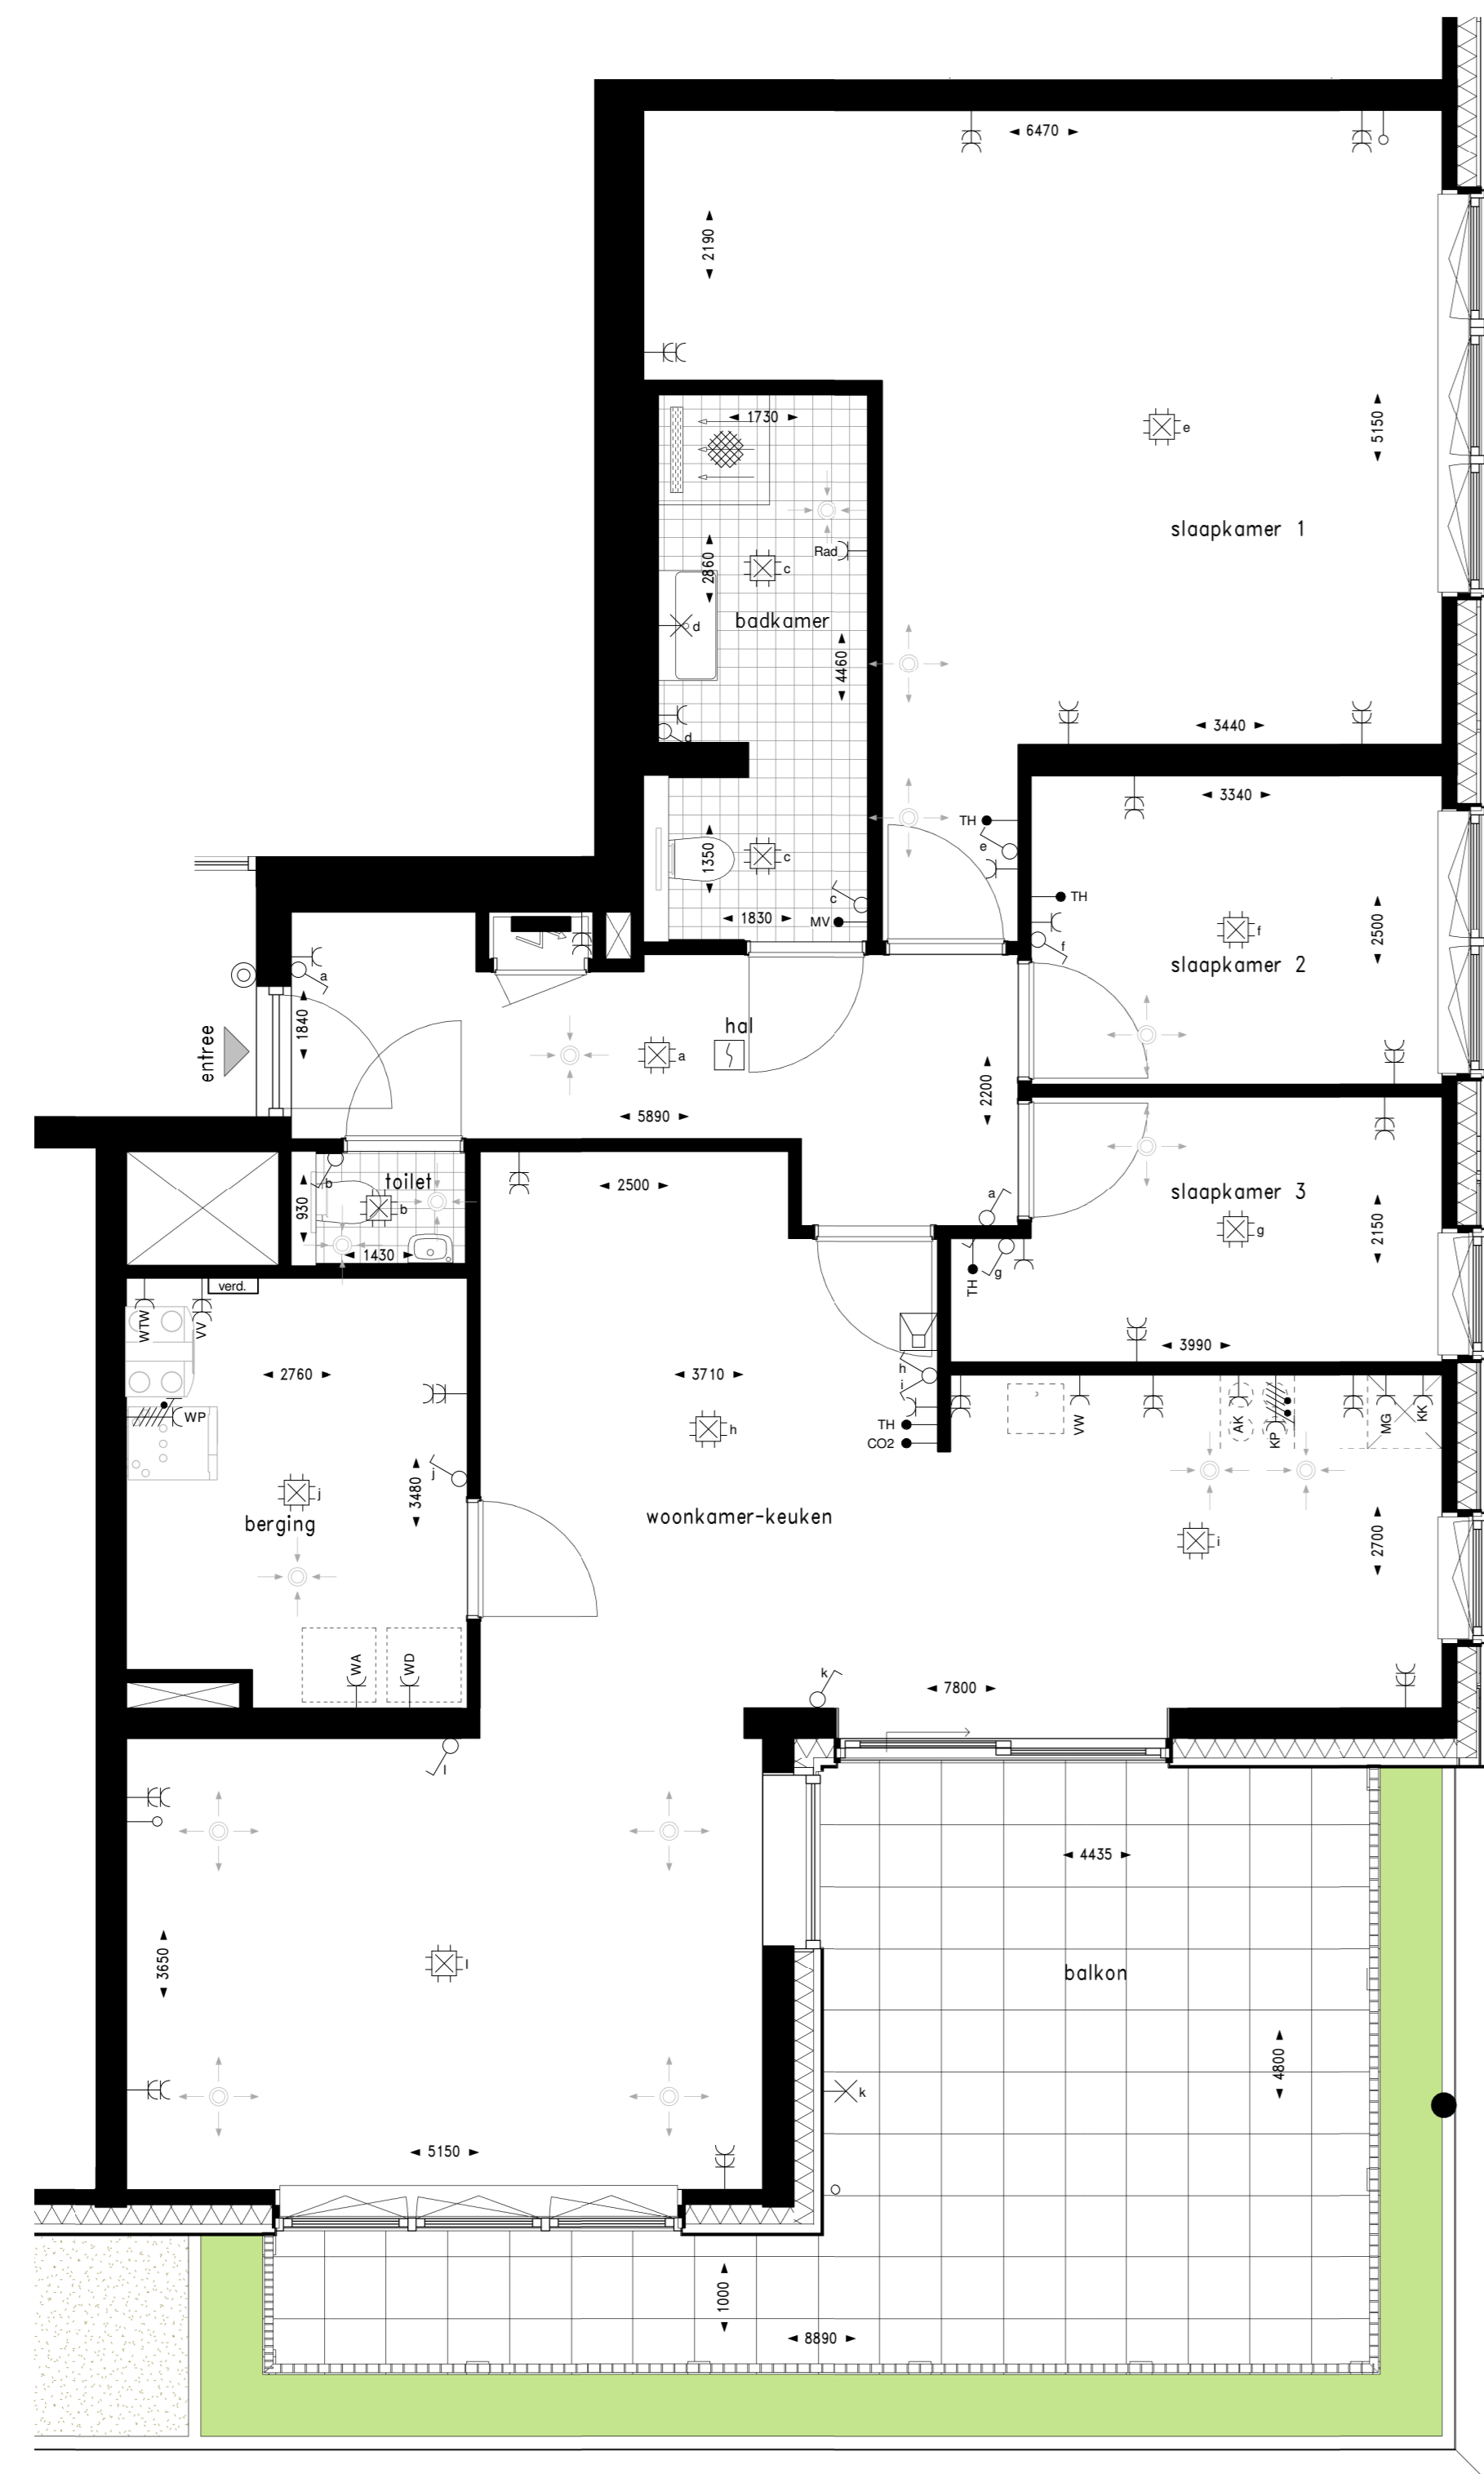 6470
2190
1730
e
5150
slaapkamer 1
Rad
2860
c
badkamer
d
4460
3440
d
3340
TH
e
1350
c
c
TH
1830
MV
f
f
2500
slaapkamer 2
a
1840
entree
hal
a
2200
5890
toilet
b
2500
930
b
1430
a
slaapkamer 3
g
2150
g
TH
verd.
WTW
VV
2760
3710
h
i
3990
WP
h
TH
CO2
VW
AK
KP
MG
KK
j
3480
j
berging
woonkamer-keuken
i
2700
WA
WD
k
7800
l
4435
3650
l
balkon
4800
k
5150
1000
8890